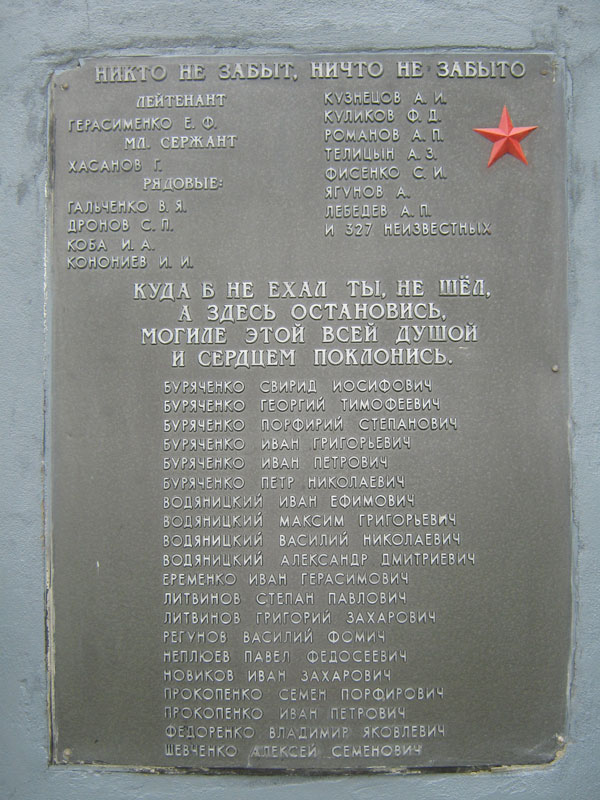 НИКТО НЕ ЗАБЫТ, НИЧТО НЕ ЗАБЫТО
ЛЕЙТЕНАНТ
ГЕРАСИМЕНКО Е. Ф.
МЛ. СЕРЖАНТ
ХАСАНОВ Г.
РЯДОВЫЕ:
ГАЛЬЧЕНКО В. Я.
ДРОНОВ С. П.
КОБА И. А.
КОНОНИЕВ И. И.
КУЗНЕЦОВ А. И.
КУЛИКОВ Ф. Д.
РОМАНОВ А. П.
ТЕЛИЦЫН А. З.
ФИСЕНКО С. И.
ЯГУНОВ А.
ЛЕБЕДЕВ А. П.
И 327 НЕИЗВЕСТНЫХ
КУДА Б НЕ ЕХАЛ ТЫ, НЕ ШЁЛ,
А ЗДЕСЬ ОСТАНОВИСЬ,
МОГИЛЕ ЭТОЙ ВСЕЙ ДУШОЙ
И СЕРДЦЕМ ПОКЛОНИСЬ.
БУРЯЧЕНКО СВИРИД ИОСИФОВИЧ
БУРЯЧЕНКО ГЕОРГИЙ ТИМОФЕЕВИЧ
БУРЯЧЕНКО ПОРФИРИЙ СТЕПАНОВИЧ
БУРЯЧЕНКО ИВАН ГРИГОРЬЕВИЧ
БУРЯЧЕНКО ИВАН ПЕТРОВИЧ
БУРЯЧЕНКО ПЕТР НИКОЛАЕВИЧ
ВОДЯНИЦКИЙ ИВАН ЕФИМОВИЧ
ВОДЯНИЦКИЙ МАКСИМ ГРИГОРЬЕВИЧ
ВОДЯНИЦКИЙ ВАСИЛИЙ НИКОЛАЕВИЧ
ВОДЯНИЦКИЙ АЛЕКСАНДР ДМИТРИЕВИЧ
ЕРЕМЕНКО ИВАН ГЕРАСИМОВИЧ
ЛИТВИНОВ СТЕПАН ПАВЛОВИЧ
ЛИТВИНОВ ГРИГОРИЙ ЗАХАРОВИЧ
РЕГУНОВ ВАСИЛИЙ ФОМИЧ
НЕПЛЮЕВ ПАВЕЛ ФЕДОСЕЕВИЧ
НОВИКОВ ИВАН ЗАХАРОВИЧ
ПРОКОПЕНКО СЕМЕН ПОРФИРОВИЧ
ПРОКОПЕНКО ИВАН ПЕТРОВИЧ
ФЕДОРЕНКО ВЛАДИМИР ЯКОВЛЕВИЧ
ШЕВЧЕНКО АЛЕКСЕЙ СЕМЕНОВИЧ